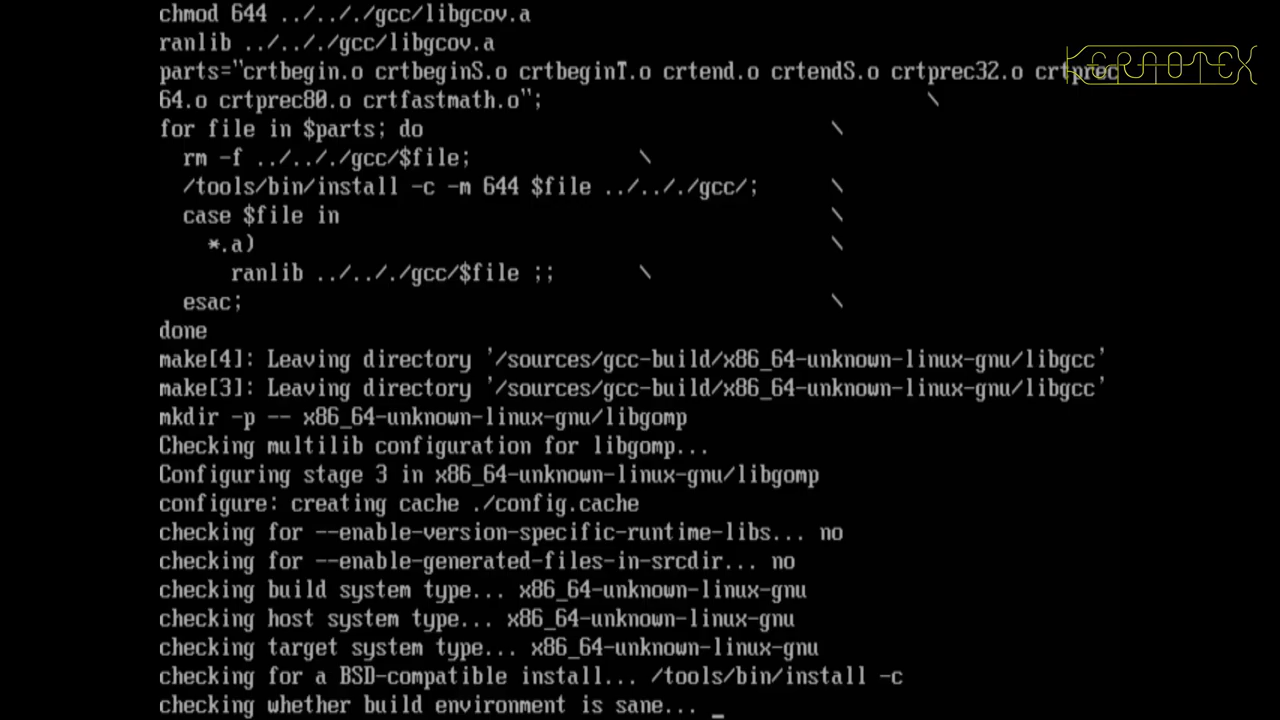 chmod 644 ../.././gcc/libgcov.a
ranlib ../.././gcc/libgcov.a
parts="crtbegin.o crtbeginS.o crtbeginT.o crtend.o crtendS.o crtprec32.o crtprec
64.o crtprec80.o crtfastmath.o"; \
for file in $parts; do \
rm -f ../.././gcc/$file; \
/tools/bin/install -c -m 644 $file ../.././gcc/; \
case $file in \
*.a) \
ranlib ../.././gcc/$file ;; \
esac; \
done
make[4]: Leaving directory '/sources/gcc-build/x86_64-unknown-linux-gnu/libgcc'
make[3]: Leaving directory '/sources/gcc-build/x86_64-unknown-linux-gnu/libgcc'
mkdir -p -- x86_64-unknown-linux-gnu/libgomp
Checking multilib configuration for libgomp...
Configuring stage 3 in x86_64-unknown-linux-gnu/libgomp
configure: creating cache ./config.cache
checking for --enable-version-specific-runtime-libs... no
checking for --enable-generated-files-in-srcdir... no
checking build system type... x86_64-unknown-linux-gnu
checking host system type... x86_64-unknown-linux-gnu
checking target system type... x86_64-unknown-linux-gnu
checking for a BSD-compatible install... /tools/bin/install -c
checking whether build environment is sane... _